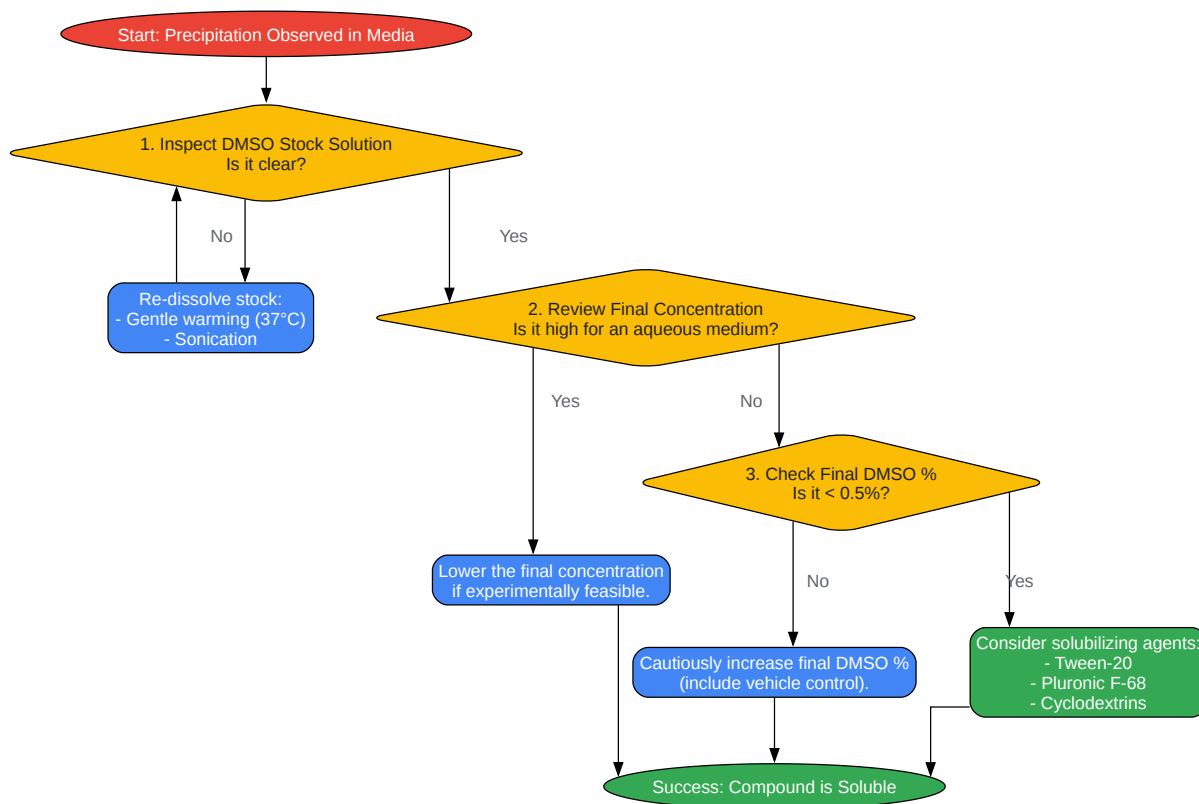 Start: Precipitation Observed in Media
1. Inspect DMSO Stock Solution
Is it clear?
No
Yes
Re-dissolve stock:
- Gentle warming (37°C)
- Sonication
2. Review Final Concentration
Is it high for an aqueous medium?
Yes
No
3. Check Final DMSO %
Is it < 0.5%?
Lower the final concentration
if experimentally feasible.
No
Yes
Cautiously increase final DMSO %
(include vehicle control).
Consider solubilizing agents:
- Tween-20
- Pluronic F-68
- Cyclodextrins
Success: Compound is Soluble